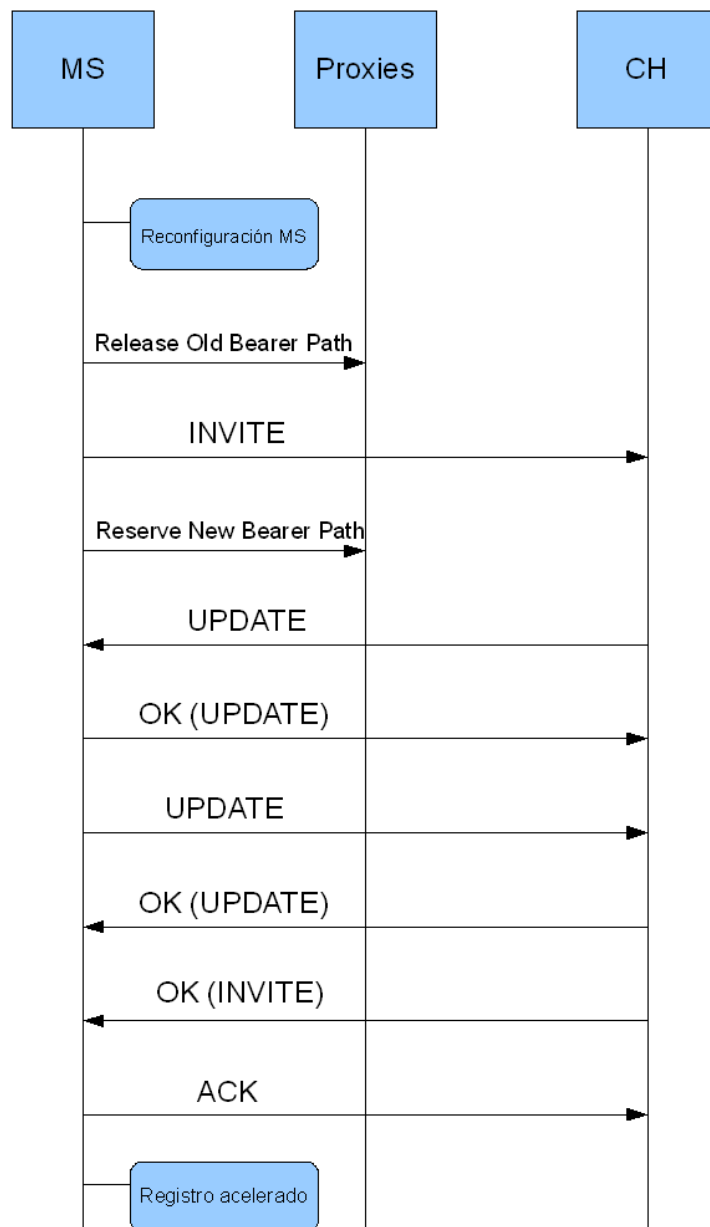 MS
Proxies
CH
Reconfiguración MS
Release Old Bearer Path
INVITE
Reserve New Bearer Path
UPDATE
OK (UPDATE)
UPDATE
OK (UPDATE)
OK (INVITE)
ACK
Registro acelerado